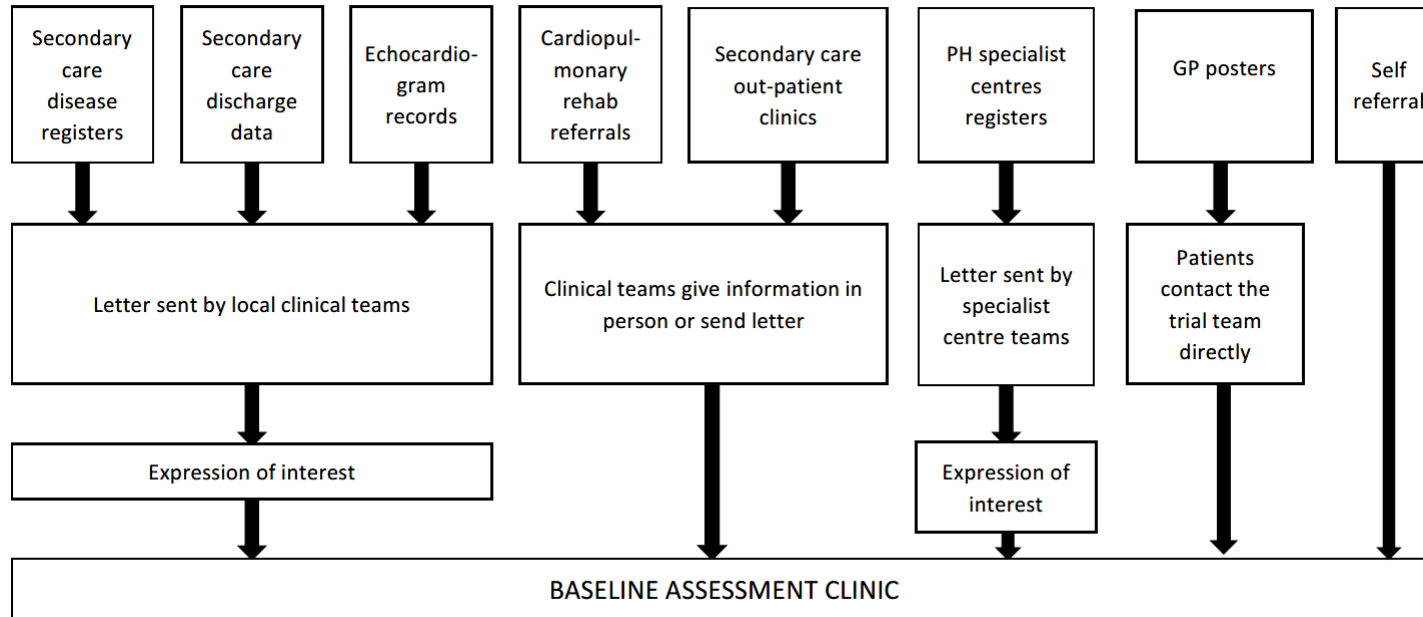 Secondary
care
disease
registers
Secondary
care
discharge
data
Echocardio-
gram
records
Cardiopul-
monary
rehab
referrals
Secondary care
out-patient
clinics
PH specialist
centres
registers
GP posters
Self
referral
Letter sent by local clinical teams
Clinical teams give information in
person or send letter
Letter sent by
specialist
centre teams
Patients
contact the
trial team
directly
Expression of interest
Expression of
interest
BASELINE ASSESSMENT CLINIC